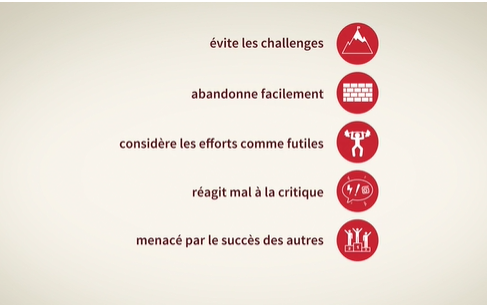 évite les challenges
abandonne facilement
considère les efforts comme futiles
réagit mal à la critique
menacé par le succès des autres